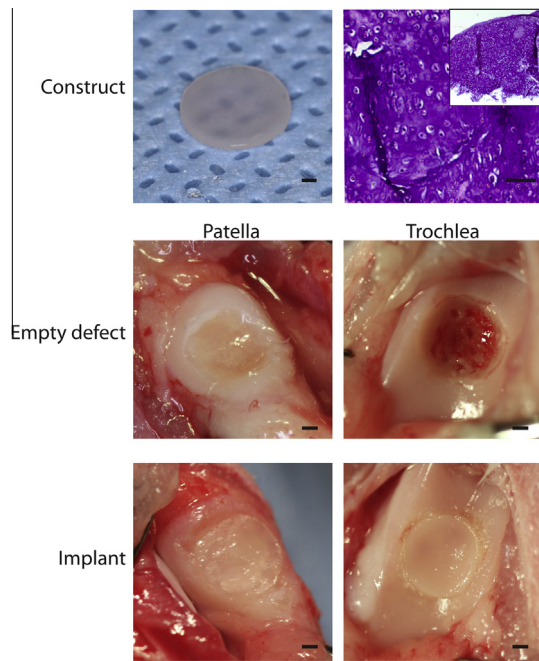 Construct
Patella
Trochlea
Empty defect
Implant